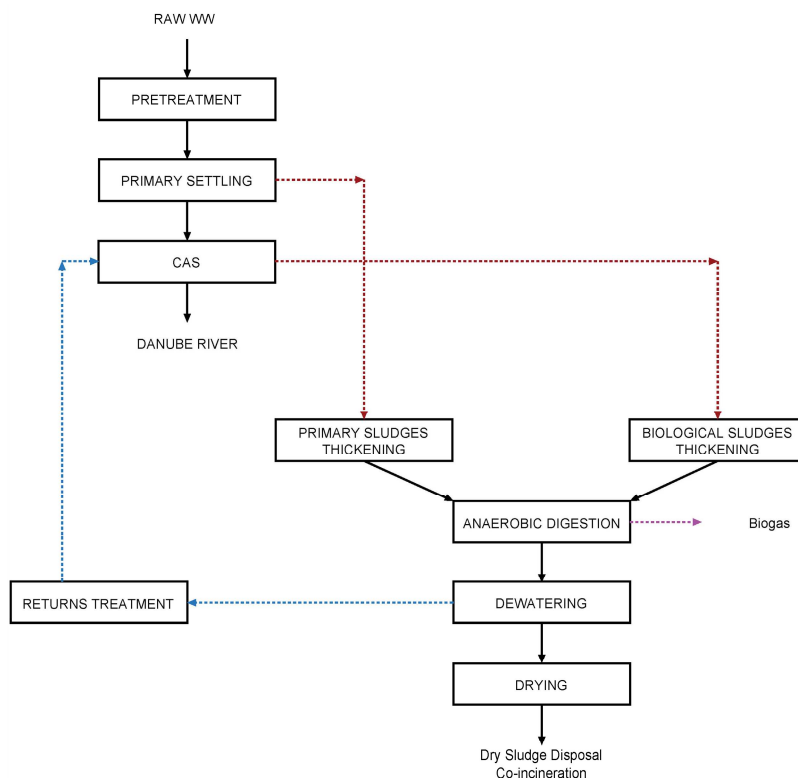 RAW WW
PRETREATMENT
PRIMARY SETTLING
CAS
DANUBE RIVER
PRIMARY SLUDGES
THICKENING
BIOLOGICAL SLUDGES
THICKENING
ANAEROBIC DIGESTION
Biogas
RETURNS TREATMENT
DEWATERING
DRYING
Dry Sludge Disposal
Co-incineration